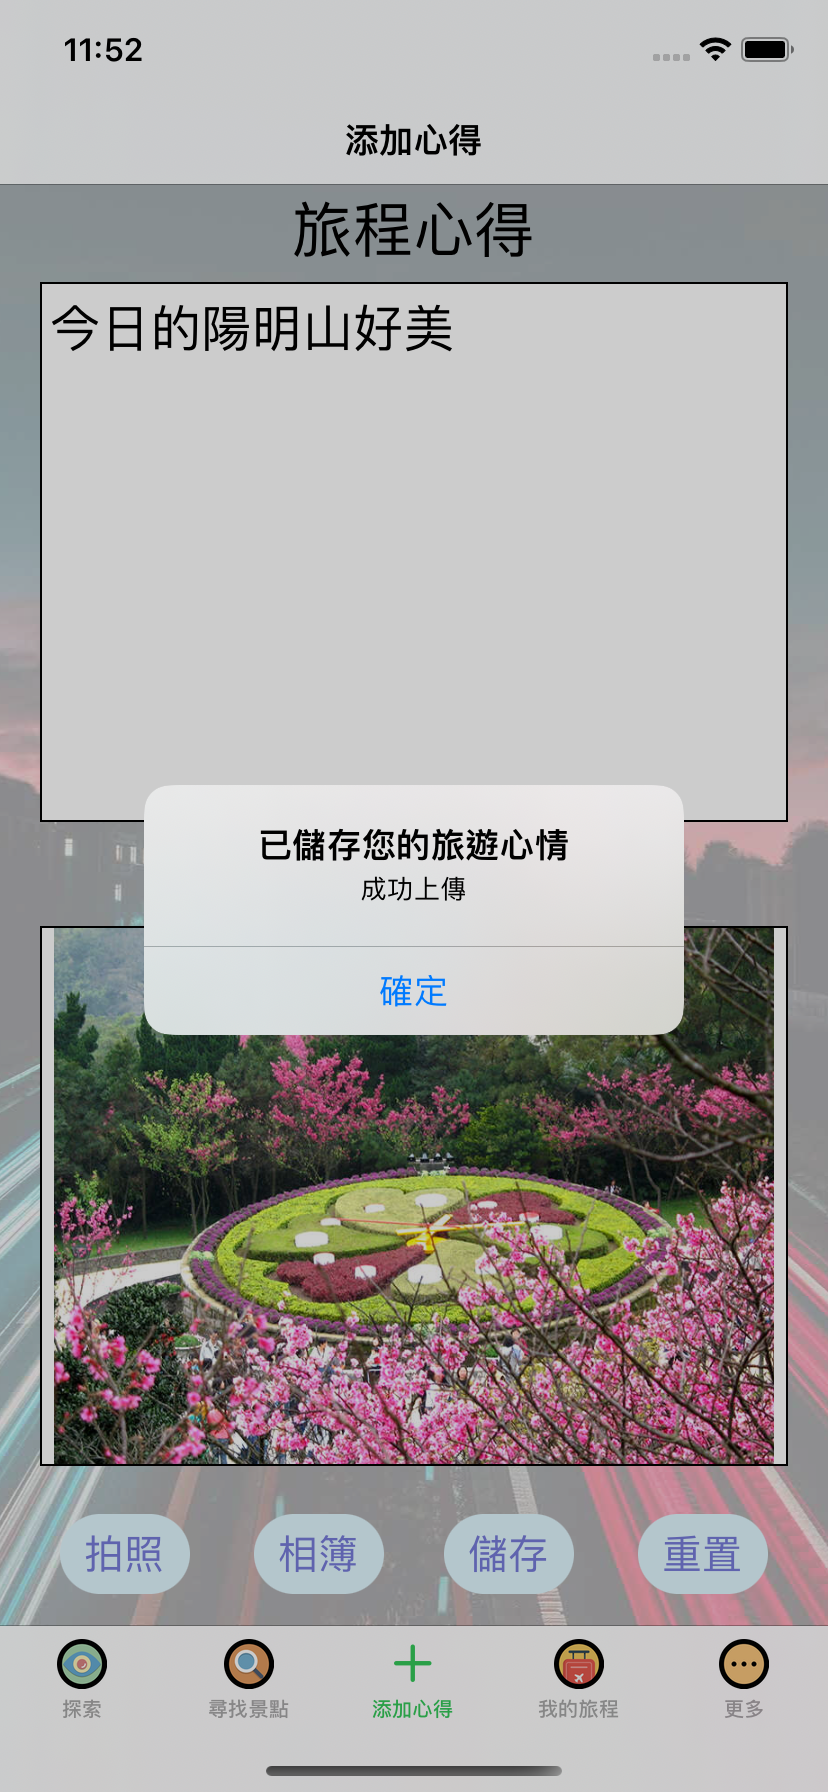 11:52
添加心得
旅程心得
今日的陽明山好美
已儲存您的旅遊心情
成功上傳
確定
拍照
相簿
儲存
重置
探索
尋找景點
添加心得
我的旅程
更多